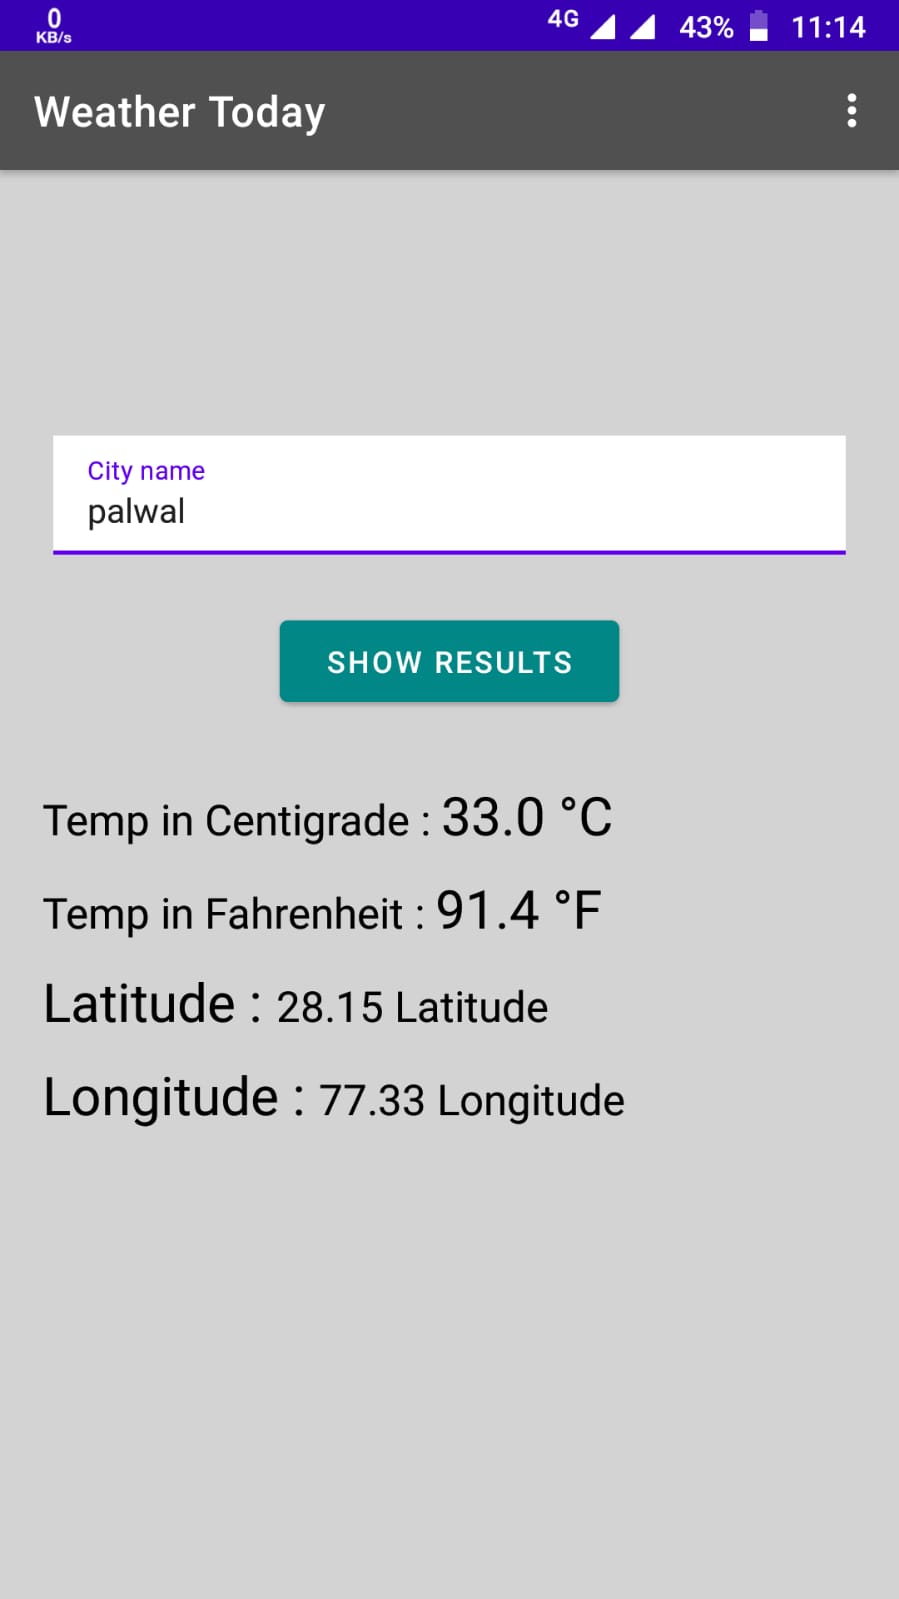 0
KB/s
4G 43% 11:14
Weather Today
City name
palwal
SHOW RESULTS
Temp in Centigrade : 33.0 °C
Temp in Fahrenheit : 91.4 °F
Latitude : 28.15 Latitude
Longitude : 77.33 Longitude